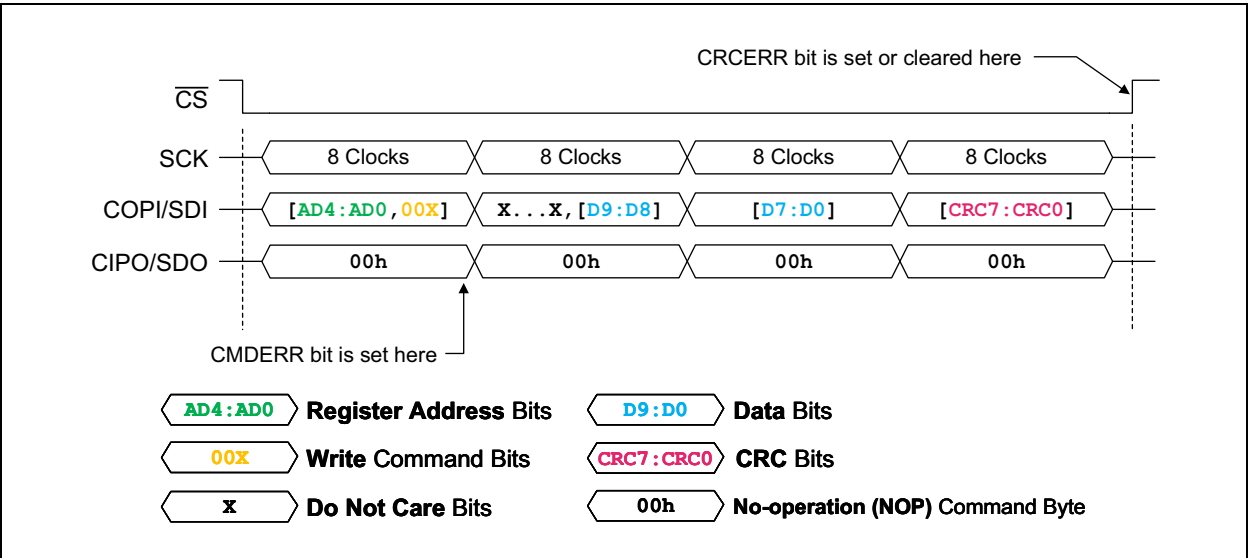 CRCERR bit is set or cleared here
CS
SCK
8 Clocks
8 Clocks
8 Clocks
8 Clocks
COPI/SDI
[AD4:AD0,00X]
X...X,[D9:D8]
[D7:D0]
[CRC7:CRC0]
CIPO/SDO
00h
00h
00h
00h
CMDERR bit is set here
AD4:AD0 Register Address Bits
D9:D0 Data Bits
00X Write Command Bits
CRC7:CRC0 CRC Bits
X Do Not Care Bits
00h No-operation (NOP) Command Byte